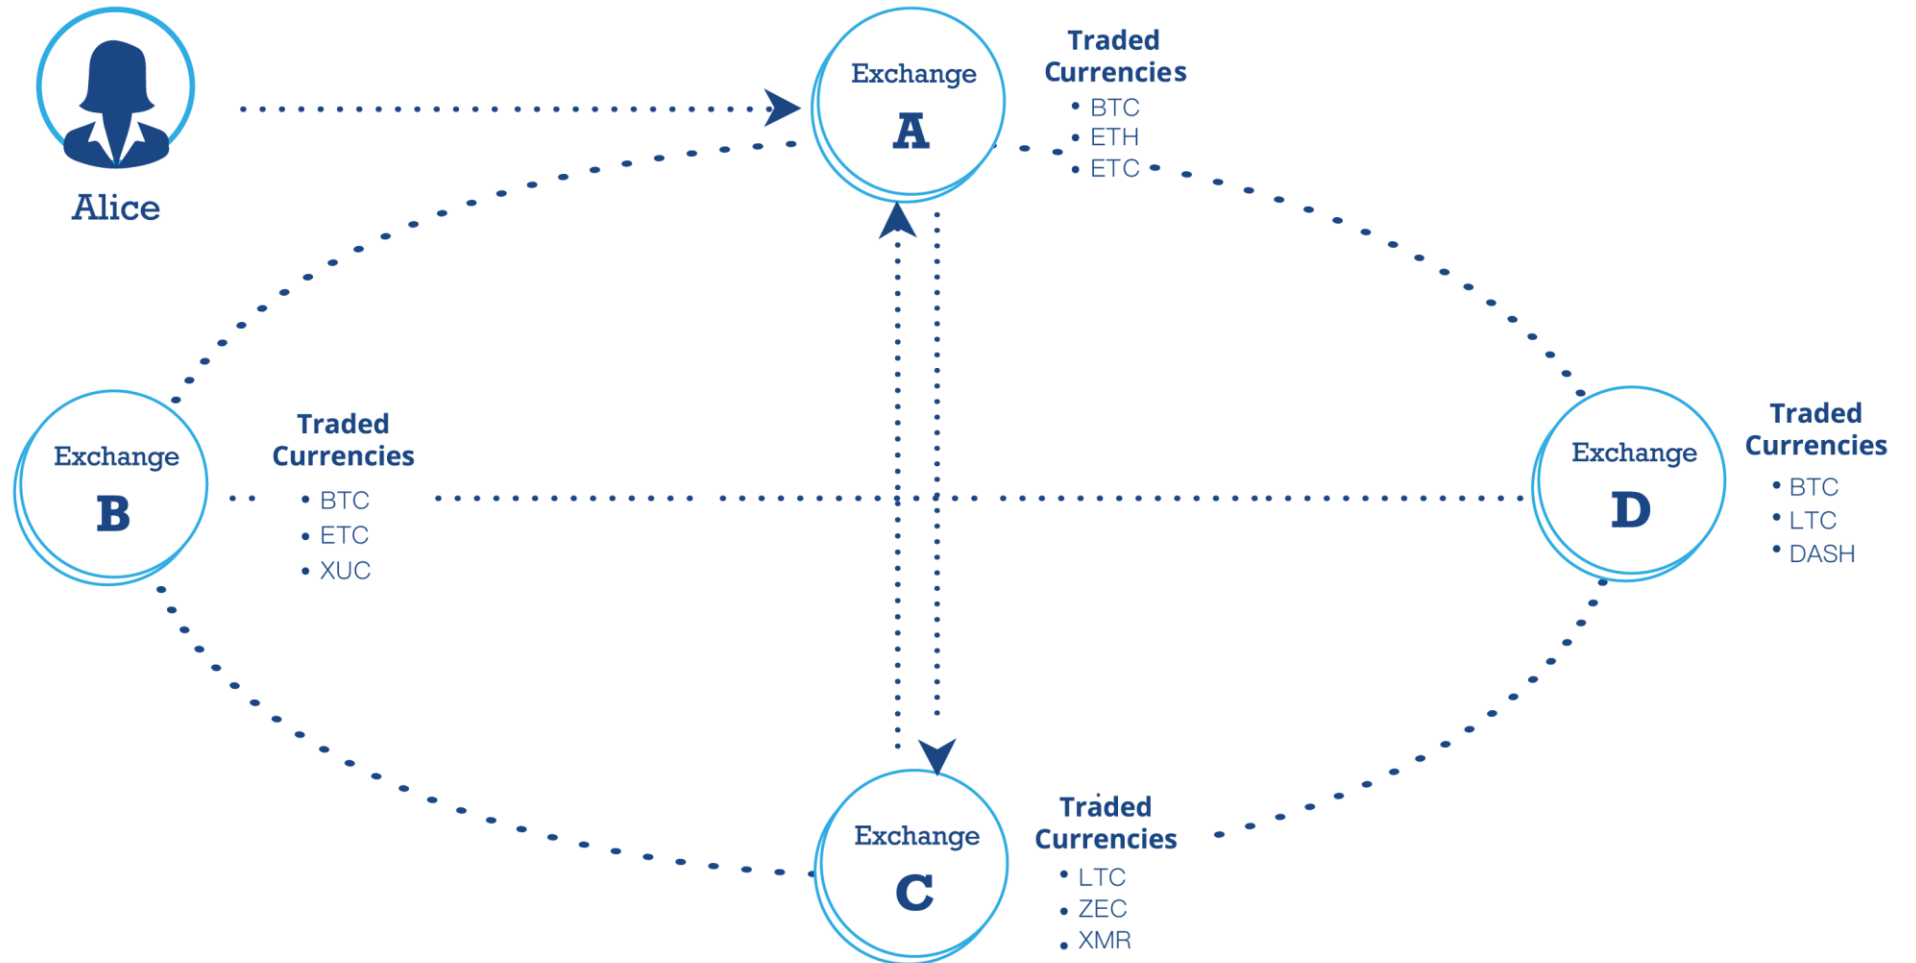 Alice
Exchange
A
Traded
Currencies
• BTC
• ETH
• ETC
Exchange
B
Traded
Currencies
• BTC
• ETC
• XUC
Exchange
D
Traded
Currencies
• BTC
• LTC
• DASH
Exchange
C
Traded
Currencies
• LTC
• ZEC
• XMR